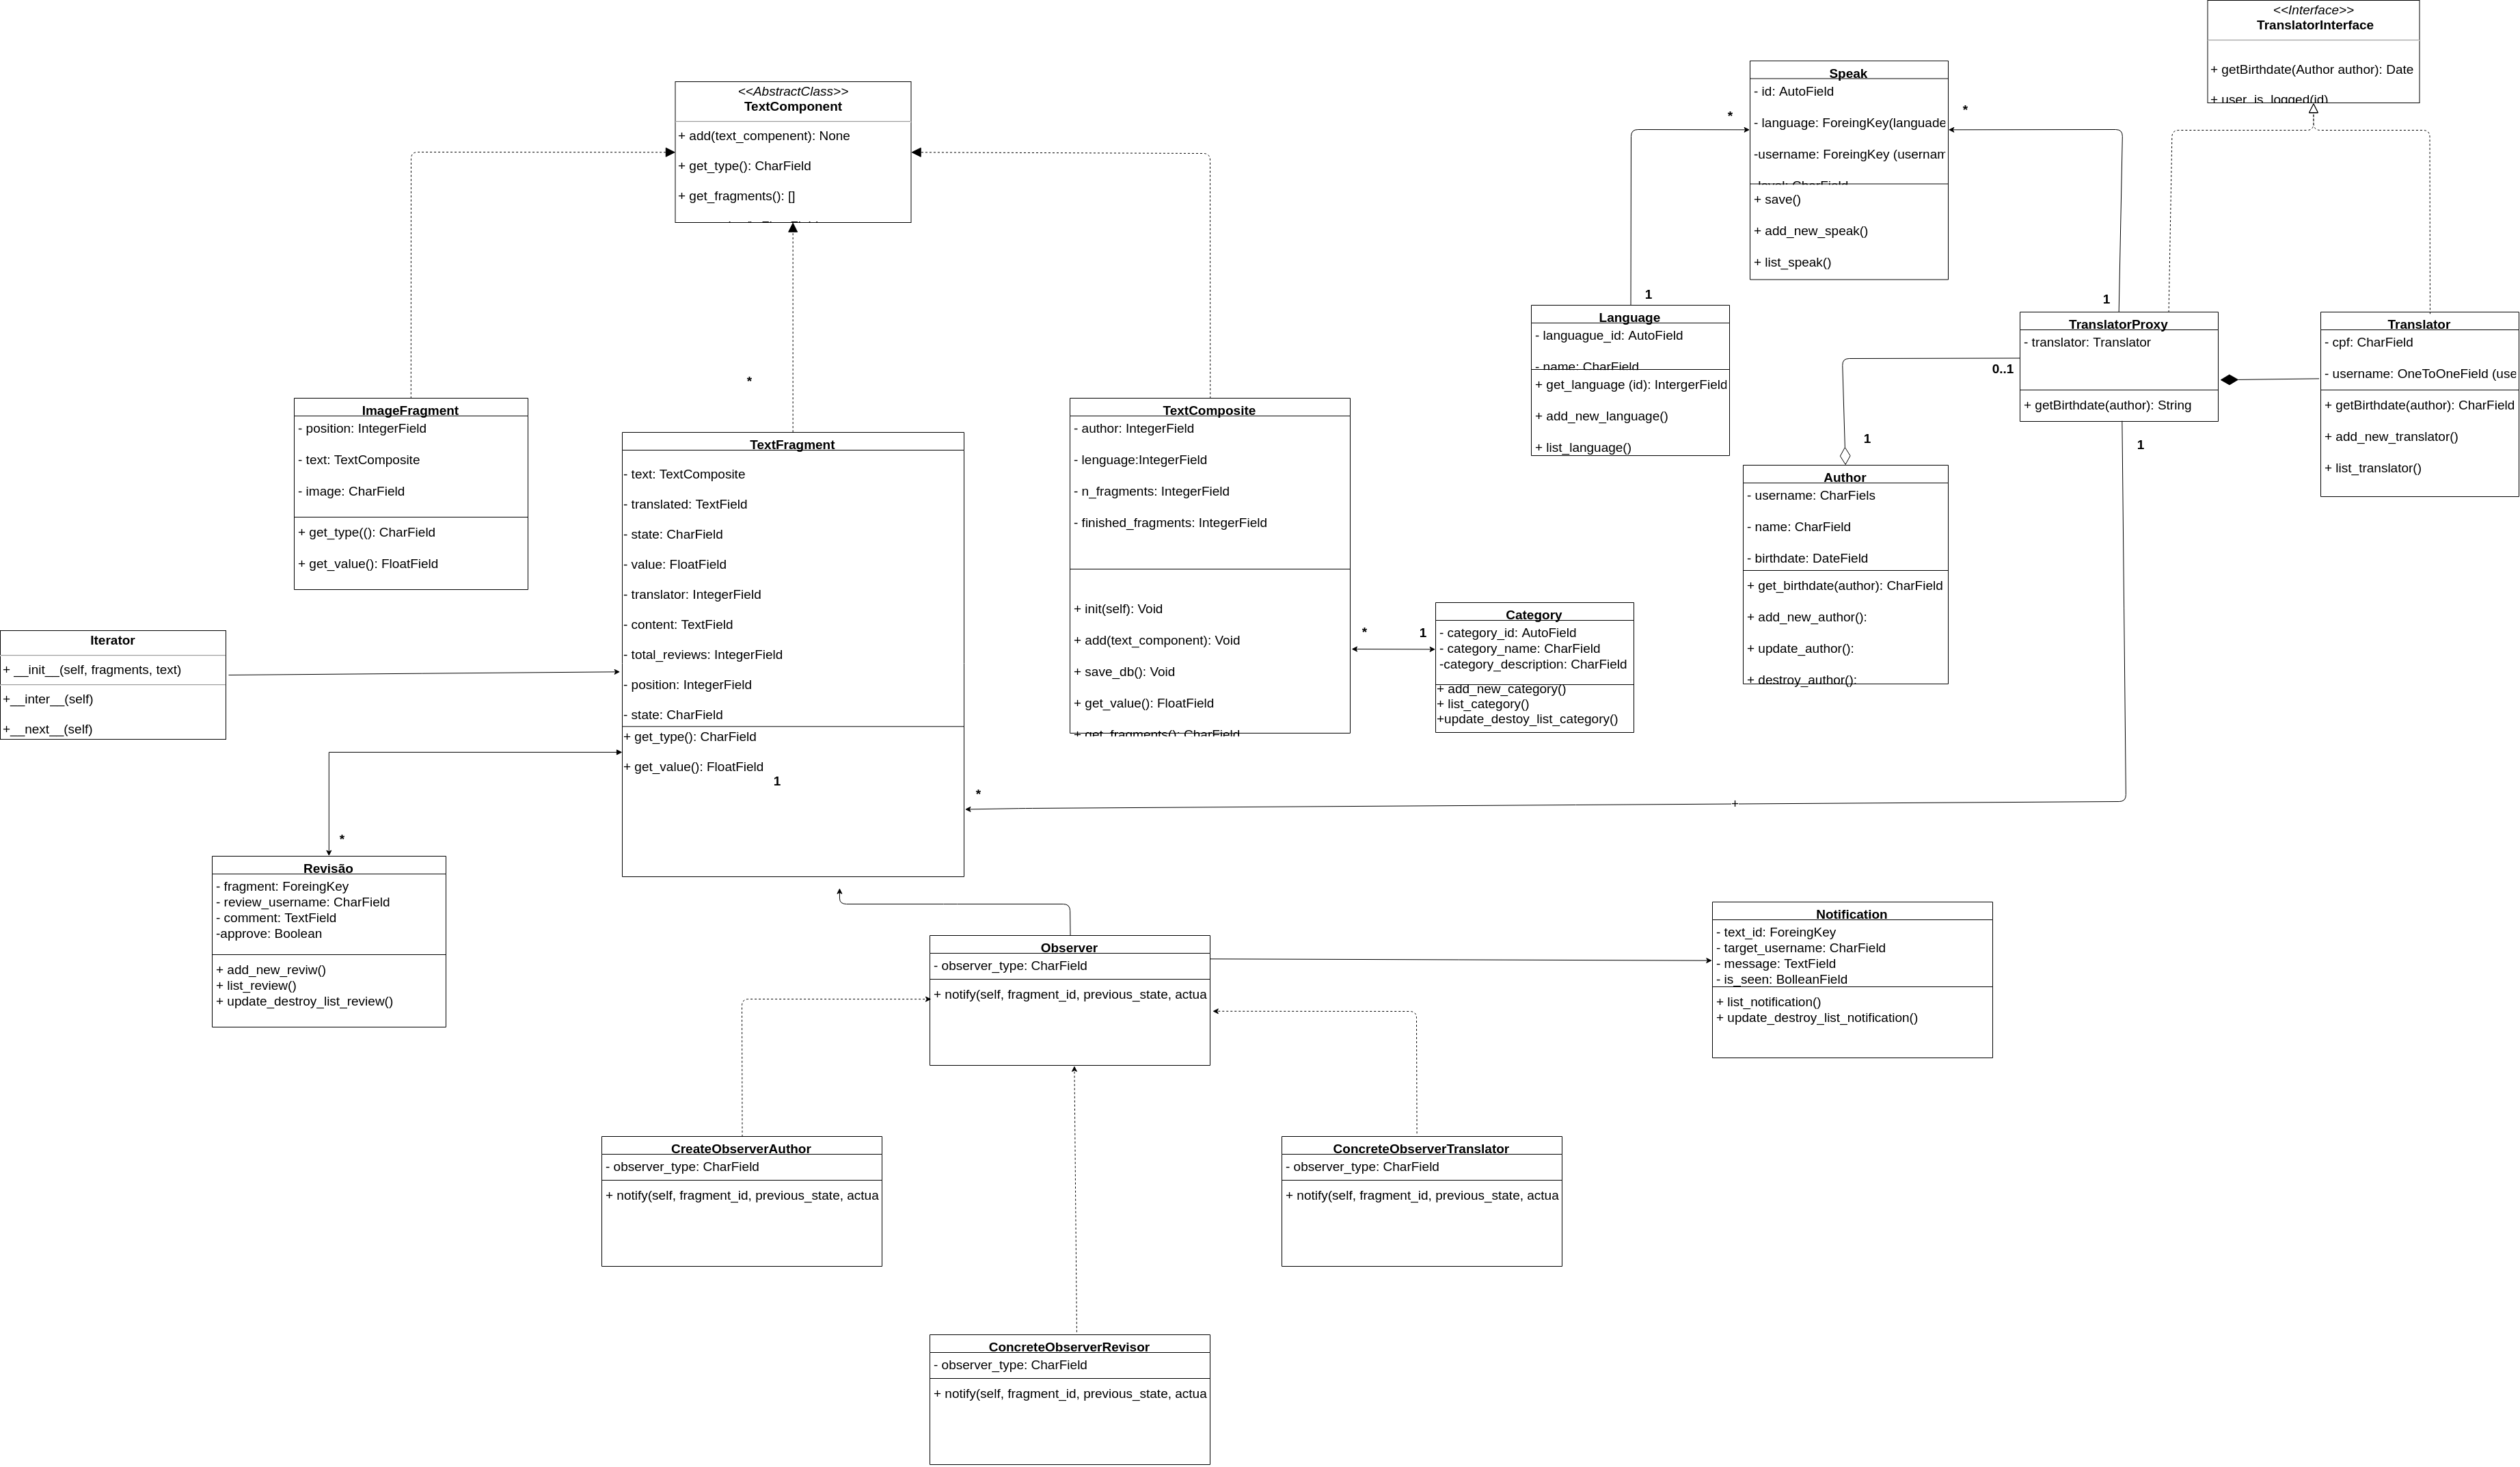 <<Interface>>
TranslatorInterface
+ getBirthdate(Author author): Date
+ user_is_logged(id)
<<AbstractClass>>
TextComponent
+ add(text_compenent): None
+ get_type(): CharField
+ get_fragments(): []
Speak
- id: AutoField
- language: ForeingKey(languade
-username: ForeingKey (usernam
-level: CharField
+ save()
+ add_new_speak()
+ list_speak()
*
*
1
1
Language
- languague_id: AutoField
- name: CharField
+ get_language (id): IntergerField
+ add_new_language()
+ list_language()
TranslatorProxy
- translator: Translator
+ getBirthdate(author): String
0..1
1
1
Translator
- cpf: CharField
- username: OneToOneField (use
+ getBirthdate(author): CharField
+ add_new_translator()
+ list_translator()
Author
- username: CharFiels
- name: CharField
- birthdate: DateField
+ get_birthdate(author): CharField
+ add_new_author():
+ update_author():
+ destroy_author():
*
ImageFragment
- position: IntegerField
- text: TextComposite
- image: CharField
+ get_type((): CharField
+ get_value(): FloatField
TextFragment
- text: TextComposite
- translated: TextField
- state: CharField
- value: FloatField
- translator: IntegerField
- content: TextField
- total_reviews: IntegerField
- position: IntegerField
- state: CharField
+ get_type(): CharField
+ get_value(): FloatField
1
*
+
TextComposite
- author: IntegerField
- lenguage:IntegerField
- n_fragments: IntegerField
- finished_fragments: IntegerField
+ init(self): Void
+ add(text_component): Void
+ save_db(): Void
+ get_value(): FloatField
+ get_fragments(): CharField
*
1
Category
- category_id: AutoField
- category_name: CharField
-category_description: CharField
+ add_new_category()
+ list_category()
+update_destoy_list_category()
Iterator
+ __init__(self, fragments, text)
+__inter__(self)
+__next__(self)
*
Revisão
- fragment: ForeingKey
- review_username: CharField
- comment: TextField
-approve: Boolean
+ add_new_reviw()
+ list_review()
+ update_destroy_list_review()
Observer
- observer_type: CharField
+ notify(self, fragment_id, previous_state, actua
Notification
- text_id: ForeingKey
- target_username: CharField
- message: TextField
- is_seen: BolleanField
+ list_notification()
+ update_destroy_list_notification()
CreateObserverAuthor
- observer_type: CharField
+ notify(self, fragment_id, previous_state, actua
ConcreteObserverTranslator
- observer_type: CharField
+ notify(self, fragment_id, previous_state, actua
ConcreteObserverRevisor
- observer_type: CharField
+ notify(self, fragment_id, previous_state, actua